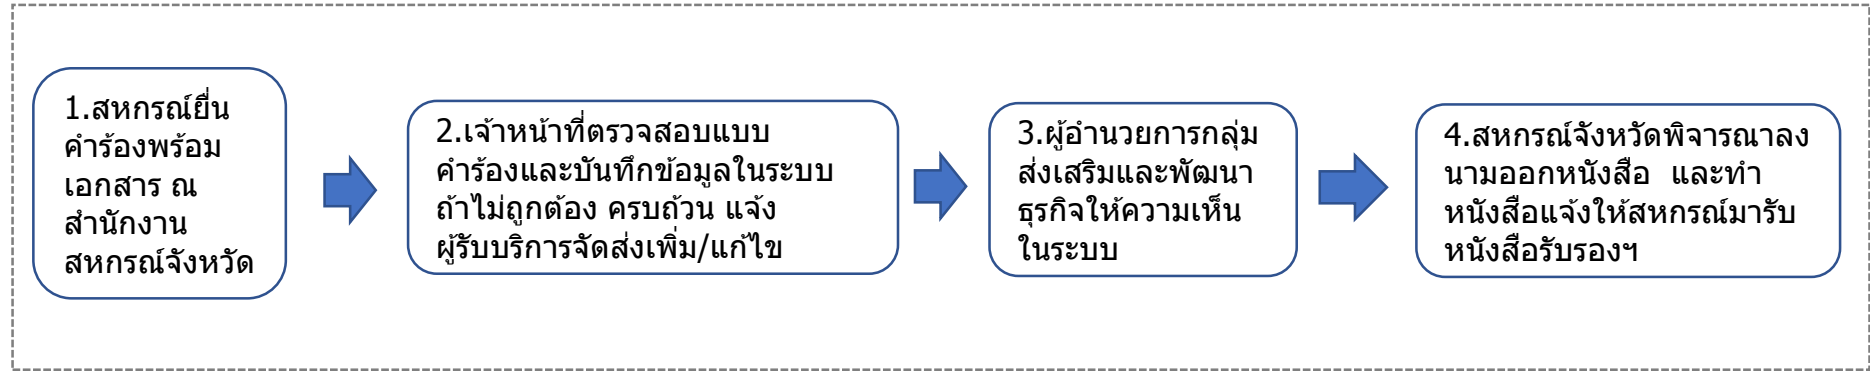 1.สหกรณ์ยื่น
คำร้องพร้อม
เอกสาร ณ
สำนักงาน
สหกรณ์จังหวัด
2.เจ้าหน้าที่ตรวจสอบแบบ
คำร้องและบันทึกข้อมูลในระบบ
ถ้าไม่ถูกต้อง ครบถ้วน แจ้ง
ผู้รับบริการจัดส่งเพิ่ม/แก้ไข
3.ผู้อำนวยการกลุ่ม
ส่งเสริมและพัฒนา
ธุรกิจให้ความเห็น
ในระบบ
4.สหกรณ์จังหวัดพิจารณาลง
นามออกหนังสือ และทำ
หนังสือแจ้งให้สหกรณ์มารับ
หนังสือรับรองฯ